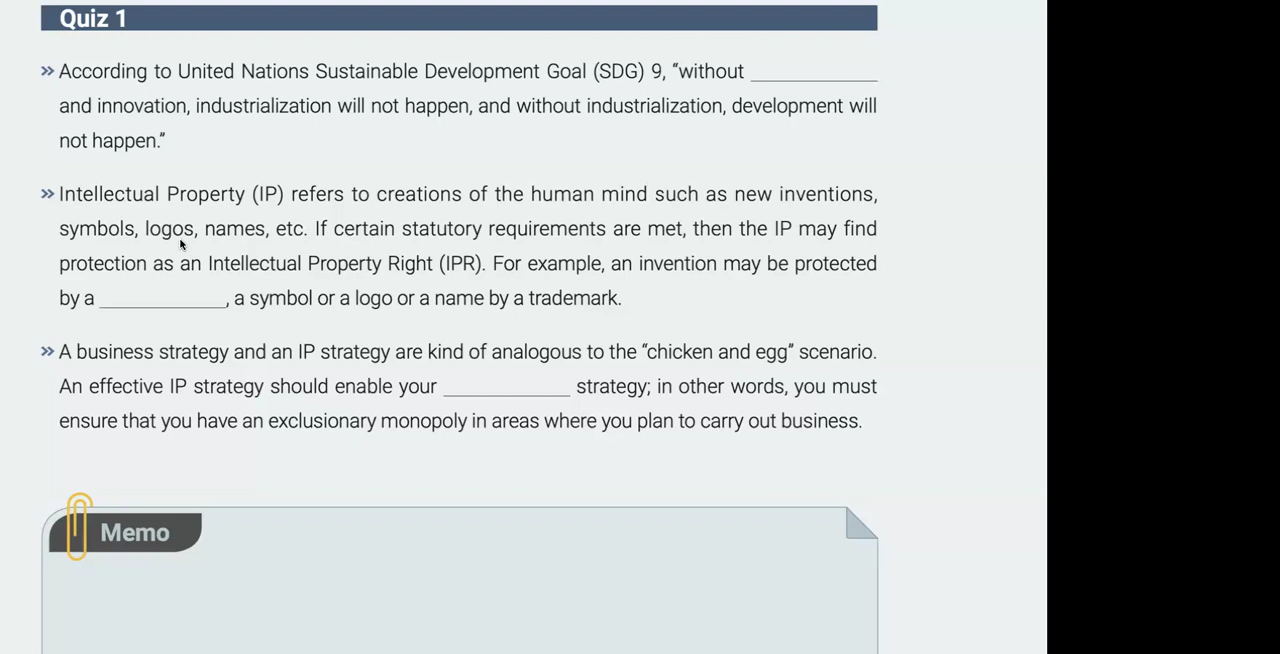 Quiz 1
» According to United Nations Sustainable Development Goal (SDG) 9, “without ____________
and innovation, industrialization will not happen, and without industrialization, development will
not happen.”
» Intellectual Property (IP) refers to creations of the human mind such as new inventions,
symbols, logos, names, etc. If certain statutory requirements are met, then the IP may find
protection as an Intellectual Property Right (IPR). For example, an invention may be protected
by a ____________, a symbol or a logo or a name by a trademark.
» A business strategy and an IP strategy are kind of analogous to the “chicken and egg” scenario.
An effective IP strategy should enable your ____________ strategy; in other words, you must
ensure that you have an exclusionary monopoly in areas where you plan to carry out business.
Memo